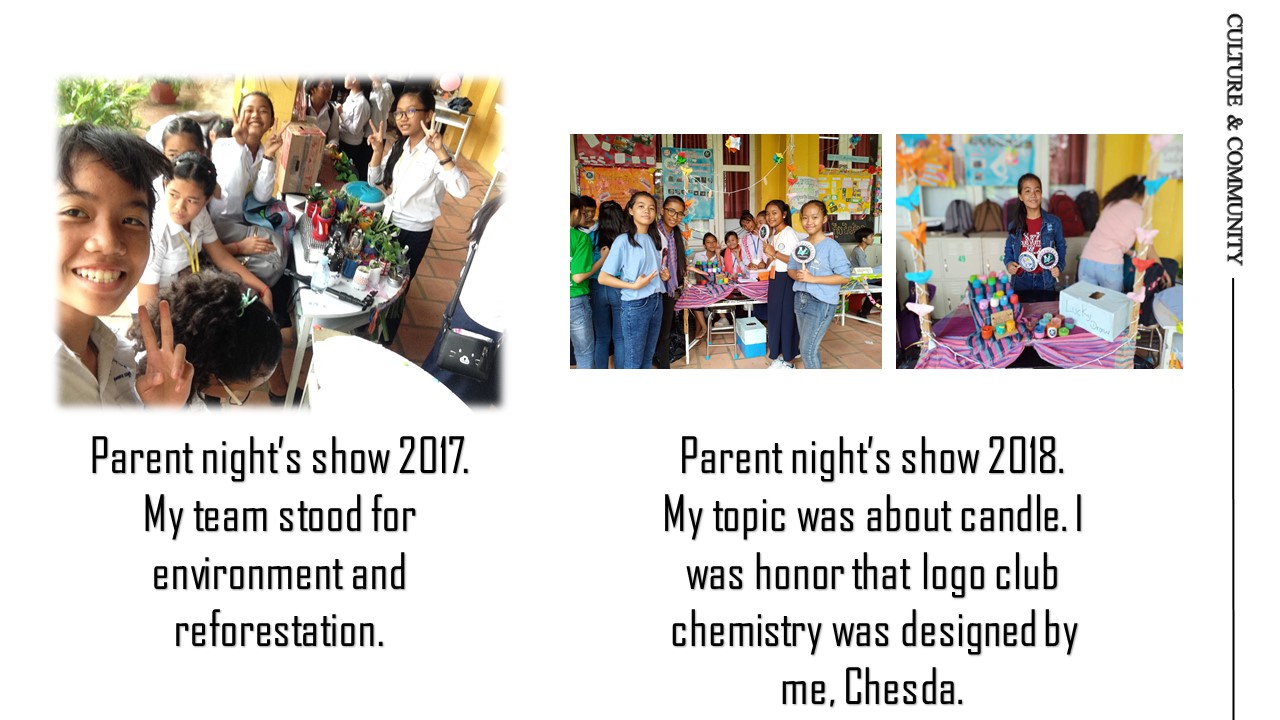 CULTURE & COMMUNITY
Parent night's show 2017.
My team stood for
environment and
reforestation.
Parent night's show 2018.
My topic was about candle. I
was honor that logo club
chemistry was designed by
me, Chesda.